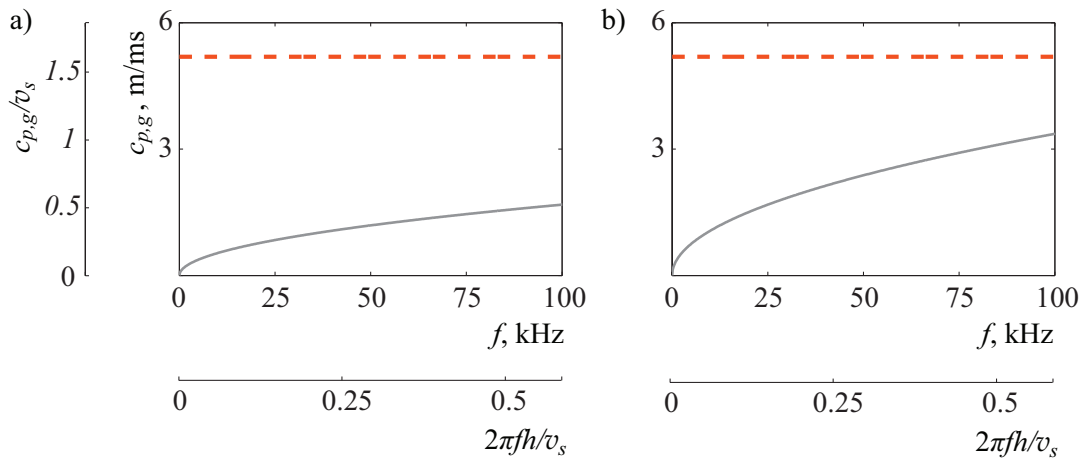 a)
c_{p,g}/v_s
1.5
1
0.5
0
c_{p,g}, m/ms
6
3
0 25 50 75 100
f, kHz
0 0.25 0.5
2πfh/v_s
b)
6
3
0 25 50 75 100
f, kHz
0 0.25 0.5
2πfh/v_s